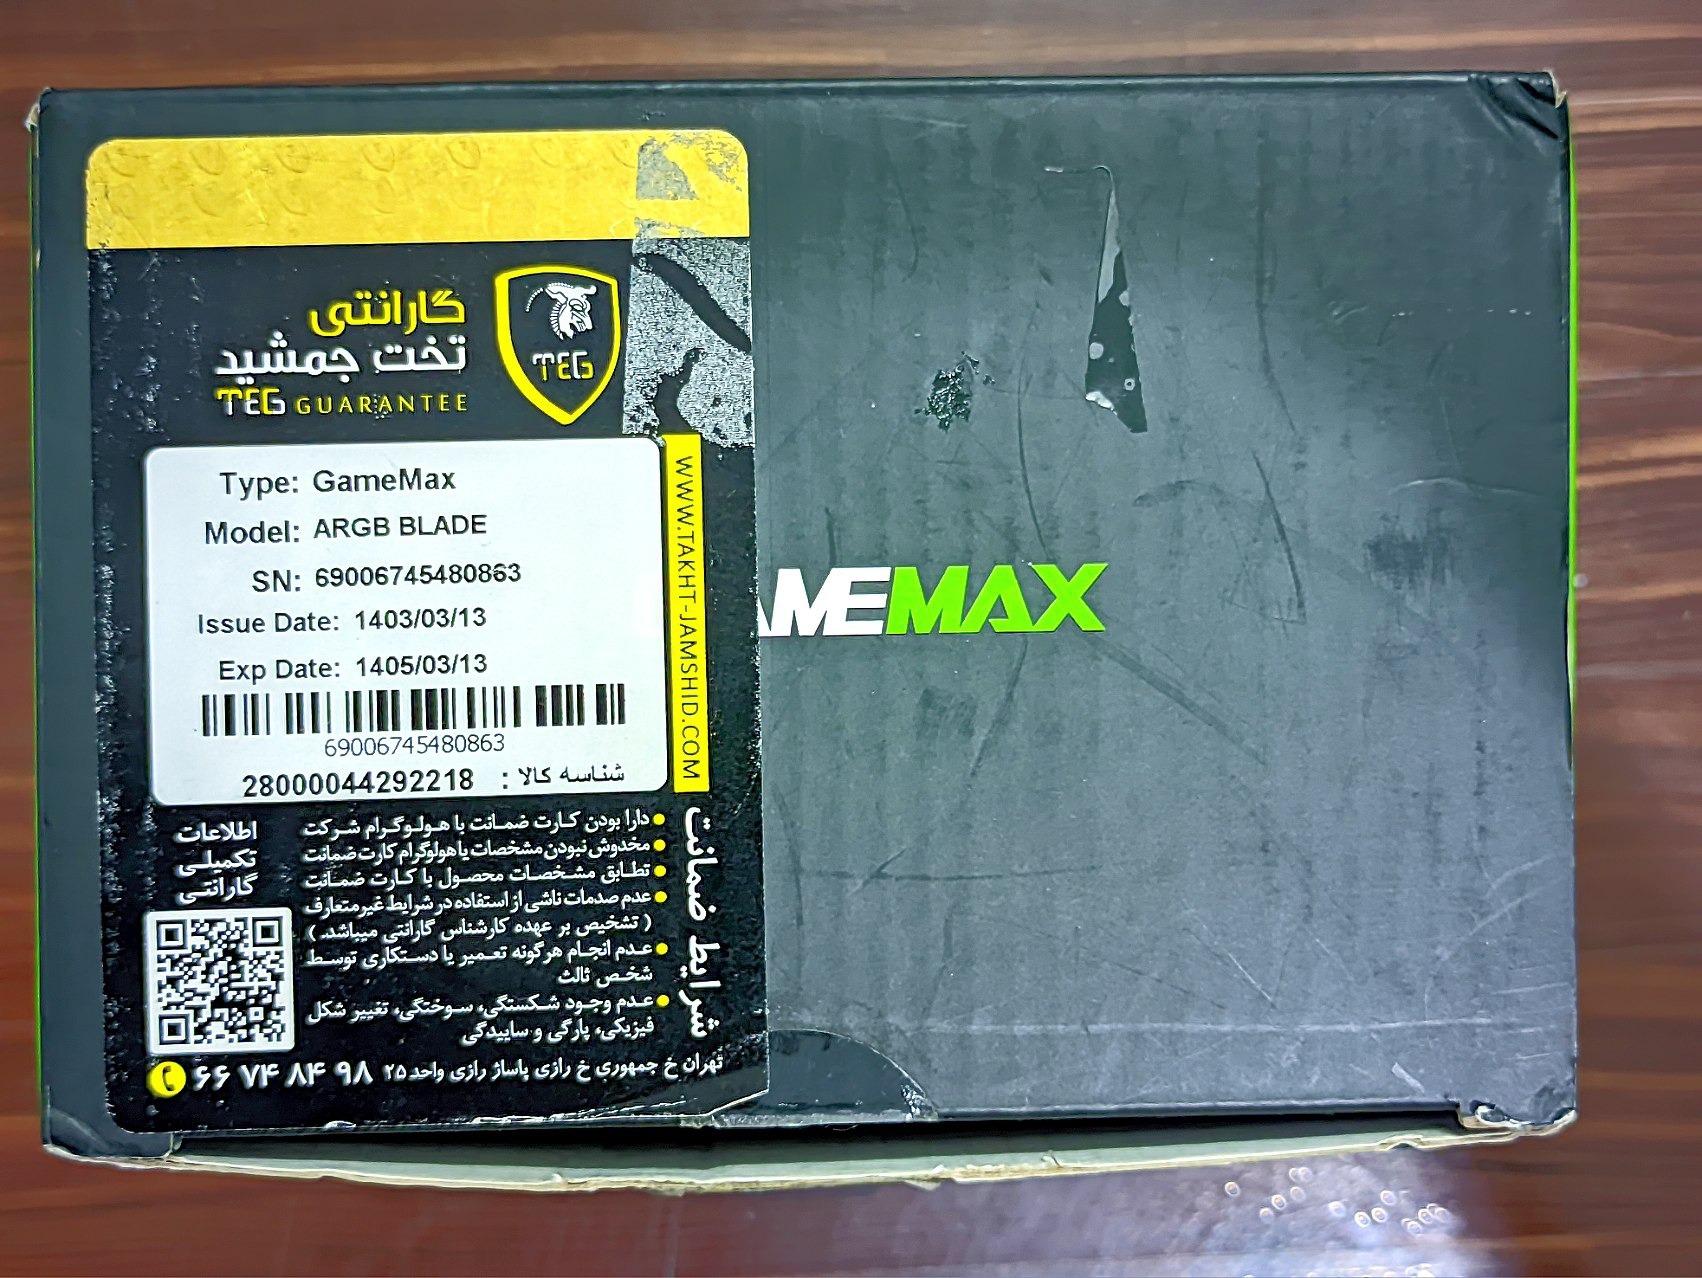 گارانتی
تخت جمشید
TEG GUARANTEE
TEG
Type: GameMax
Model: ARGB BLADE
SN: 69006745480863
Issue Date: 1403/03/13
Exp Date: 1405/03/13
69006745480863
شناسه کالا : 28000044292218
WWW.TAKHT-JAMSHID.COM
AMEMAX
شرایط ضمانت
دارا بودن کارت ضمانت با هولوگرام شرکت
مخدوش نبودن مشخصات یا هولوگرام کارت ضمانت
تطابق مشخصات محصول با کارت ضمانت
عدم صدمات ناشی از استفاده در شرایط غیر متعارف
( تشخیص بر عهده کارشناس گارانتی میباشد. )
عدم انجام هرگونه تعمیر یا دستکاری توسط
شخص ثالث
عدم وجود شکستگی، سوختگی، تغییر شکل
فیزیکی، پارگی و ساییدگی
اطلاعات
تکمیلی
گارانتی
تهران خ جمهوری خ رازی پاساژ رازی واحد ۲۵ ۶۶ ۷۴ ۸۴ ۹۸